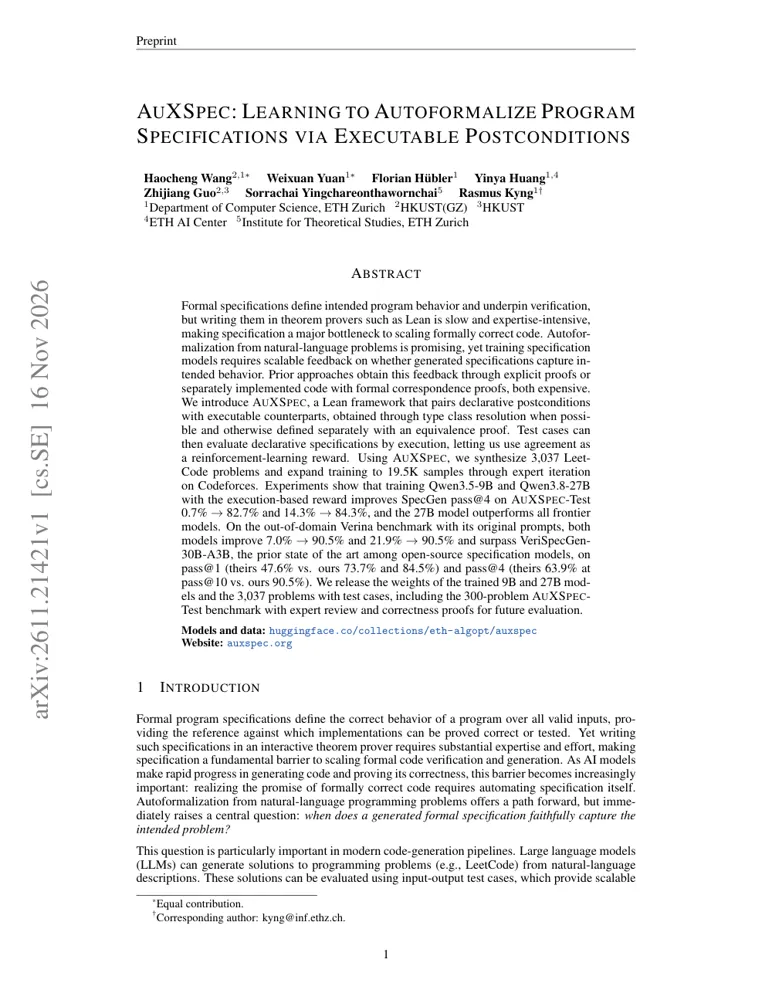 Preprint
AUXSPEC: LEARNING TO AUTOFORMALIZE PROGRAM
SPECIFICATIONS VIA EXECUTABLE POSTCONDITIONS
Haocheng Wang2,1* Weixuan Yuan1* Florian Hübler1 Yinya Huang1,4
Zhijiang Guo2,3 Sorrachai Yingchareonthawornchai5 Rasmus Kyng1†
1Department of Computer Science, ETH Zurich 2HKUST(GZ) 3HKUST
4ETH AI Center 5Institute for Theoretical Studies, ETH Zurich
ABSTRACT
Formal specifications define intended program behavior and underpin verification,
but writing them in theorem provers such as Lean is slow and expertise-intensive,
making specification a major bottleneck to scaling formally correct code. Autofor-
malization from natural-language problems is promising, yet training specification
models requires scalable feedback on whether generated specifications capture in-
tended behavior. Prior approaches obtain this feedback through explicit proofs or
separately implemented code with formal correspondence proofs, both expensive.
We introduce AUXSPEC, a Lean framework that pairs declarative postconditions
with executable counterparts, obtained through type class resolution when possi-
ble and otherwise defined separately with an equivalence proof. Test cases can
then evaluate declarative specifications by execution, letting us use agreement as
a reinforcement-learning reward. Using AUXSPEC, we synthesize 3,037 Leet-
Code problems and expand training to 19.5K samples through expert iteration
on Codeforces. Experiments show that training Qwen3.5-9B and Qwen3.8-27B
with the execution-based reward improves SpecGen pass@4 on AUXSPEC-Test
0.7% → 82.7% and 14.3% → 84.3%, and the 27B model outperforms all frontier
models. On the out-of-domain Verina benchmark with its original prompts, both
models improve 7.0% → 90.5% and 21.9% → 90.5% and surpass VeriSpecGen-
30B-A3B, the prior state of the art among open-source specification models, on
pass@1 (theirs 47.6% vs. ours 73.7% and 84.5%) and pass@4 (theirs 63.9% at
pass@10 vs. ours 90.5%). We release the weights of the trained 9B and 27B mod-
els and the 3,037 problems with test cases, including the 300-problem AUXSPEC-
Test benchmark with expert review and correctness proofs for future evaluation.
Models and data: huggingface.co/collections/eth-algopt/auxspec
Website: auxspec.org
1 INTRODUCTION
Formal program specifications define the correct behavior of a program over all valid inputs, pro-
viding the reference against which implementations can be proved correct or tested. Yet writing
such specifications in an interactive theorem prover requires substantial expertise and effort, making
specification a fundamental barrier to scaling formal code verification and generation. As AI models
make rapid progress in generating code and proving its correctness, this barrier becomes increasingly
important: realizing the promise of formally correct code requires automating specification itself.
Autoformalization from natural-language programming problems offers a path forward, but imme-
diately raises a central question: when does a generated formal specification faithfully capture the
intended problem?
This question is particularly important in modern code-generation pipelines. Large language models
(LLMs) can generate solutions to programming problems (e.g., LeetCode) from natural-language
descriptions. These solutions can be evaluated using input-output test cases, which provide scalable
*Equal contribution.
†Corresponding author: kyng@inf.ethz.ch.
1
arXiv:2611.21421v1 [cs.SE] 16 Nov 2026